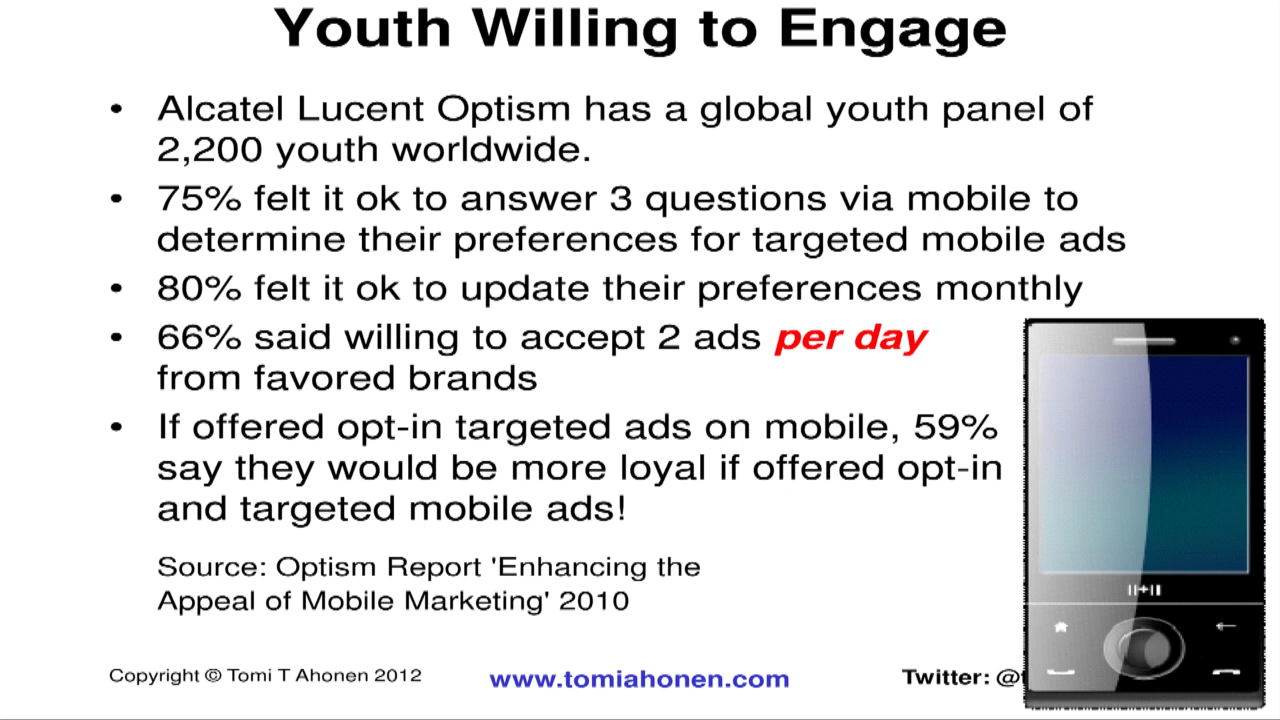 Youth Willing to Engage
• Alcatel Lucent Optism has a global youth panel of
2,200 youth worldwide.
• 75% felt it ok to answer 3 questions via mobile to
determine their preferences for targeted mobile ads
• 80% felt it ok to update their preferences monthly
• 66% said willing to accept 2 ads per day
from favored brands
• If offered opt-in targeted ads on mobile, 59%
say they would be more loyal if offered opt-in
and targeted mobile ads!
Source: Optism Report 'Enhancing the
Appeal of Mobile Marketing' 2010
Copyright © Tomi T Ahonen 2012 www.tomiahonen.com Twitter: